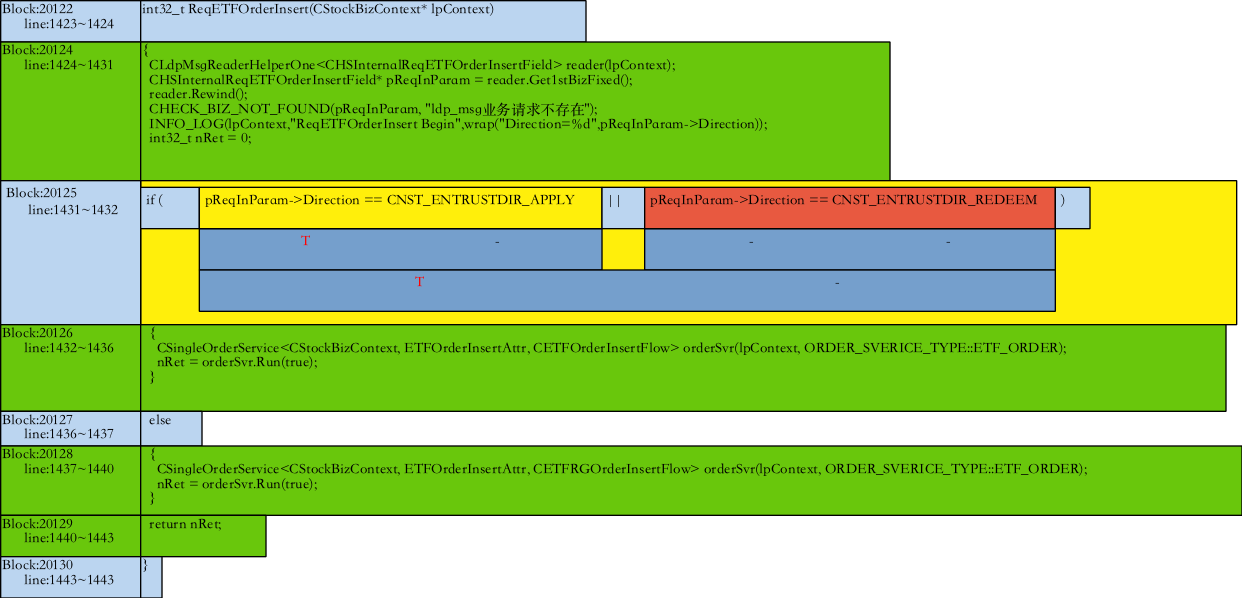 Block:20122
line:1423~1424
int32_t ReqETFOrderInsert(CStockBizContext* lpContext)
Block:20124
line:1424~1431
{
CLdpMsgReaderHelperOne<CHSInternalReqETFOrderInsertField> reader(lpContext);
CHSInternalReqETFOrderInsertField* pReqInParam = reader.Get1stBizFixed();
reader.Rewind();
CHECK_BIZ_NOT_FOUND(pReqInParam, "ldp_msg业务请求不存在");
INFO_LOG(lpContext,"ReqETFOrderInsert Begin",wrap("Direction=%d",pReqInParam->Direction));
int32_t nRet = 0;
Block:20125
line:1431~1432
if ( pReqInParam->Direction == CNST_ENTRUSTDIR_APPLY || pReqInParam->Direction == CNST_ENTRUSTDIR_REDEEM )
T - - -
T -
Block:20126
line:1432~1436
{
CSingleOrderService<CStockBizContext, ETFOrderInsertAttr, CETFOrderInsertFlow> orderSvr(lpContext, ORDER_SVERICE_TYPE::ETF_ORDER);
nRet = orderSvr.Run(true);
}
Block:20127
line:1436~1437
else
Block:20128
line:1437~1440
{
CSingleOrderService<CStockBizContext, ETFOrderInsertAttr, CETFRGOrderInsertFlow> orderSvr(lpContext, ORDER_SVERICE_TYPE::ETF_ORDER);
nRet = orderSvr.Run(true);
}
Block:20129
line:1440~1443
return nRet;
Block:20130
line:1443~1443
}